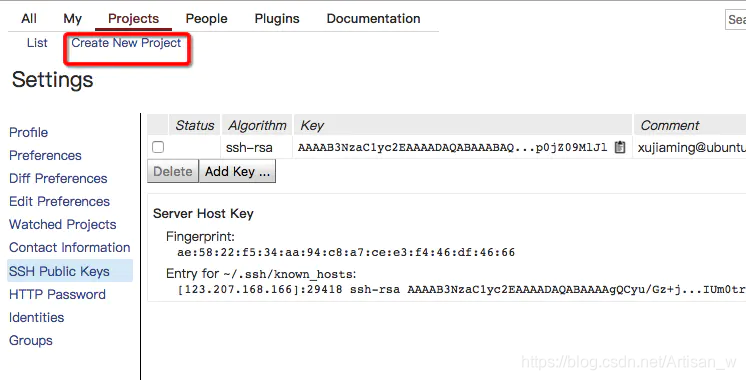 All My Projects People Plugins Documentation
Sea
List Create New Project
Settings
Profile
Preferences
Diff Preferences
Edit Preferences
Watched Projects
Contact Information
SSH Public Keys
HTTP Password
Identities
Groups
Status Algorithm Key Comment
ssh-rsa AAAAB3NzaC1yc2EAAAADAQABAAABAQ...p0jZ09MlJl xujiaming@ubuntu
Delete Add Key ...
Server Host Key
Fingerprint:
ae:58:22:f5:34:aa:94:c8:a7:ce:e3:f4:46:df:46:66
Entry for ~/.ssh/known_hosts:
[123.207.168.166]:29418 ssh-rsa AAAAB3NzaC1yc2EAAAADAQABAAAAgQCyu/Gz+j...IUm0tr
https://blog.csdn.net/Artisan_w